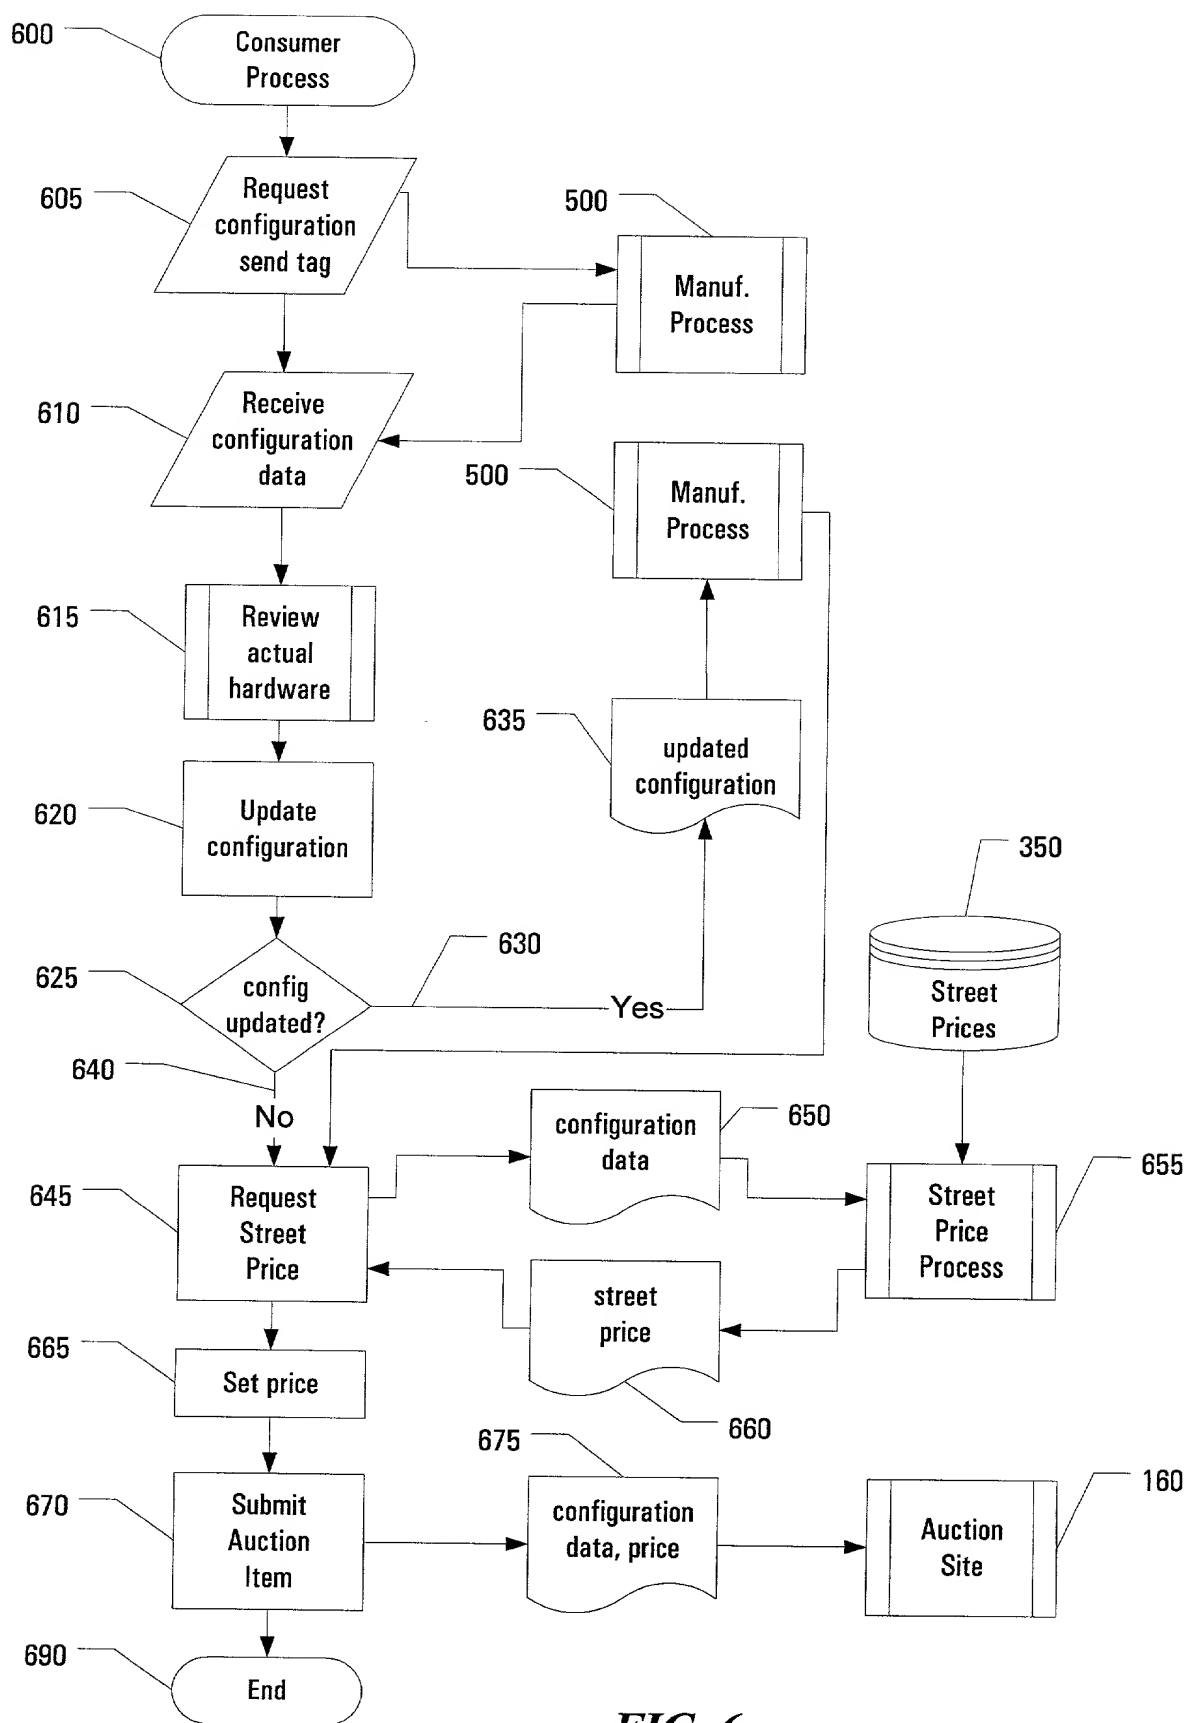 600
Consumer
Process
605
Request
configuration
send tag
500
Manuf.
Process
610
Receive
configuration
data
500
Manuf.
Process
615
Review
actual
hardware
635
updated
configuration
620
Update
configuration
350
Street
Prices
625
config
updated?
630
Yes
640
No
645
Request
Street
Price
configuration
data
650
655
Street
Price
Process
street
price
660
665
Set price
670
Submit
Auction
Item
675
configuration
data, price
160
Auction
Site
690
End
FIG. 6